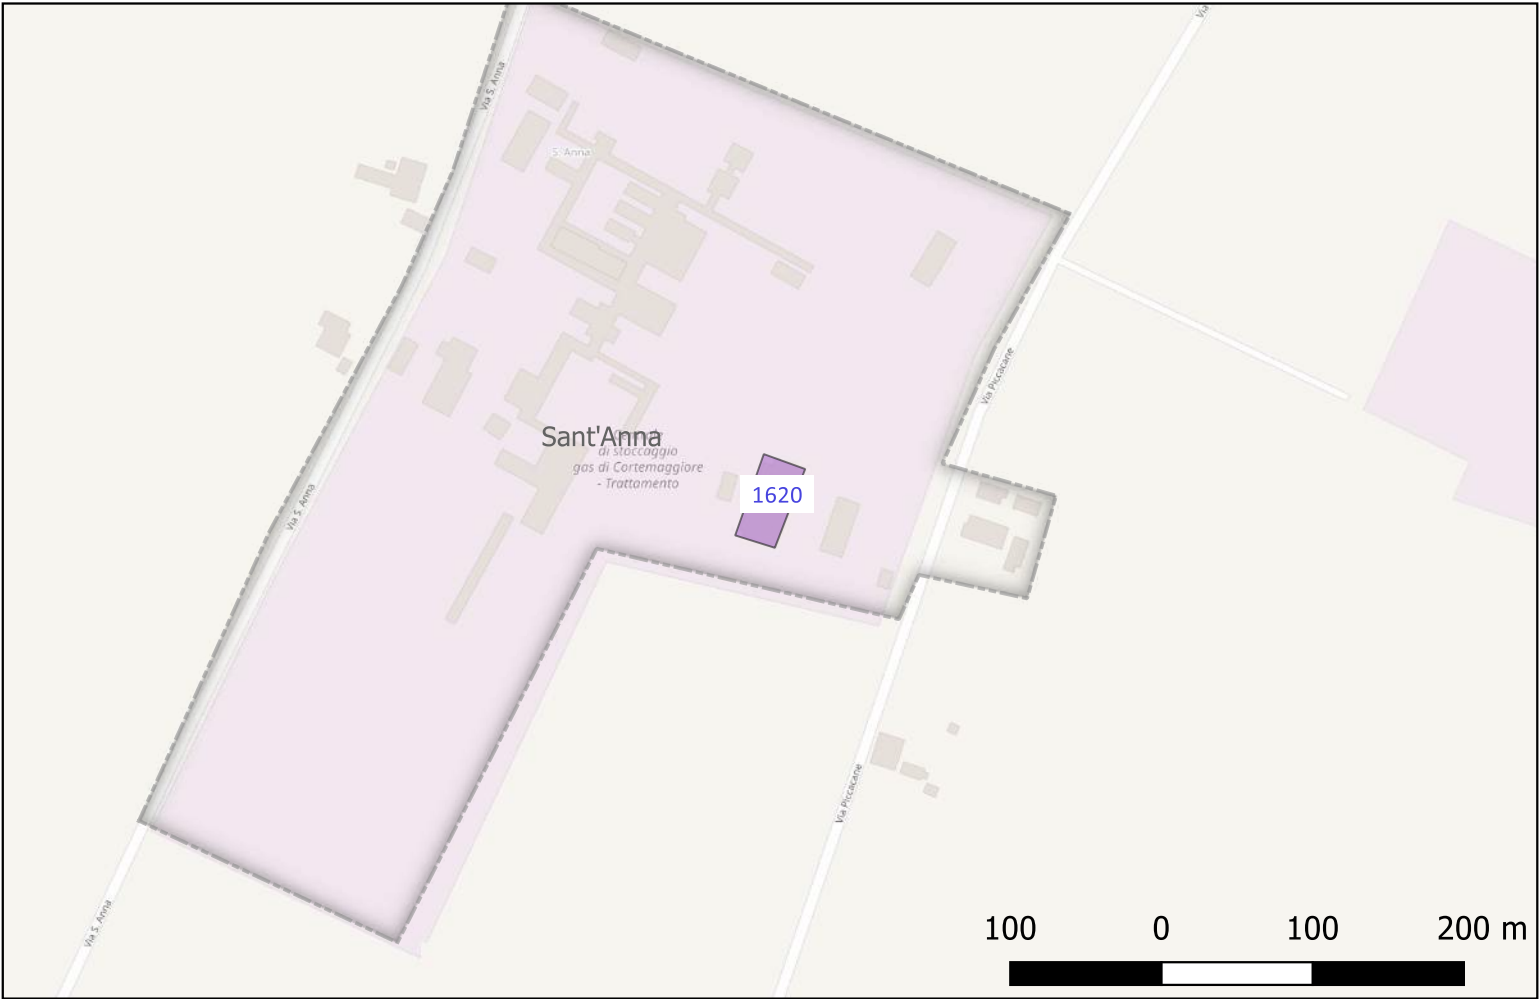 Via
Via S. Anna
S. Anna
Via Piccacane
Sant'Anna
di stoccaggio
gas di Cortemaggiore
- Trattamento
1620
Via S. Anna
Via Piccacane
Via S. Anna
100 0 100 200 m